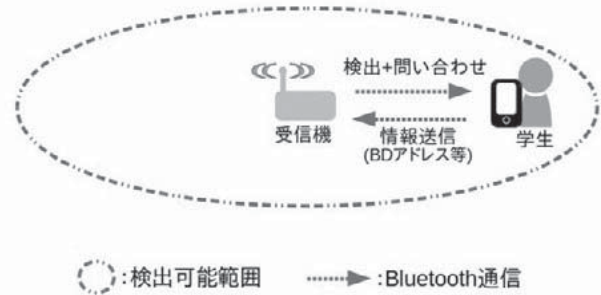 検出+問い合わせ
受信機
情報送信
(BDアドレス等)
学生
:検出可能範囲
:Bluetooth通信